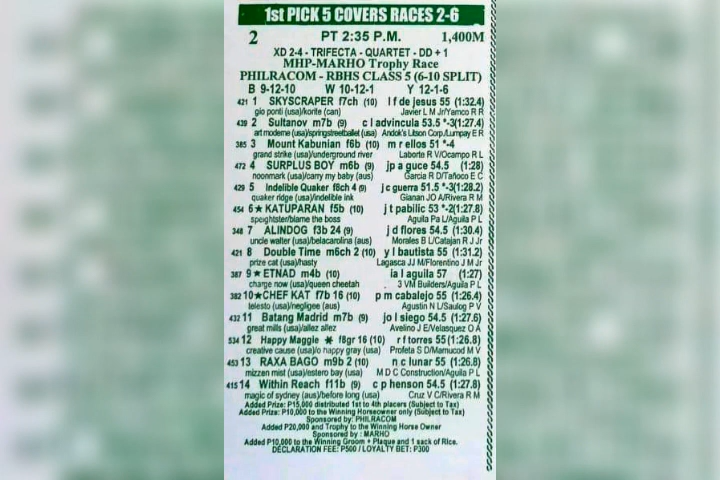 1st PICK 5 COVERS RACES 2-6
2 PT 2:35 P.M. 1,400M
XD 2-4 - TRIFECTA - QUARTET - DD + 1
MHP-MARHO Trophy Race
PHILRACOM - RBHS CLASS 5 (6-10 SPLIT)
B 9-12-10 W 10-12-1 Y 12-1-6
421 1 SKYSCRAPER f7ch (10) l f de jesus 55 (1:32.4)
gio ponti (usa)/korite (can) Javier L M Jr/Yamco R R
439 2 Sultanov m7b (9) c l advincula 53.5 *-3(1:27.4)
art moderne (usa)/springstreetballet (usa) Andok's Litson Corp./Lumpay E R
385 3 Mount Kabunian f6b (10) m r ellos 51 *-4
grand strike (usa)/underground river Laborte R V/Ocampo R L
472 4 SURPLUS BOY m6b (9) jp a guce 54.5 (1:28)
noonmark (usa)/carry my baby (aus) Garcia R D/Tañoco E C
429 5 Indelible Quaker f8ch 4 (9) j c guerra 51.5 *-3(1:28.2)
quaker ridge (usa)/indelible ink Gianan JO A/Rivera R M
454 6★ KATUPARAN f5b (10) j t pabilic 53 *-2(1:27.8)
speightster/blame the boss Aguila Pa L/Aguila P L
348 7 ALINDOG f3b 24 (9) j d flores 54.5 (1:30.4)
uncle walter (usa)/belacarolina (aus) Morales B L/Catajan R J Jr
421 8 Double Time m6ch 2 (10) y l bautista 55 (1:31.2)
prize cat (usa)/hasty Lagasca JJ M/Florentino J M Jr
387 9★ ETNAD m4b (10) ia l aguila 57 (1:27)
charge now (usa)/queen cheetah 3 VM Builders/Aguila P L
382 10★CHEF KAT f7b 16 (10) p m cabalejo 55 (1:26.4)
telesto (usa)/negligee (aus) Agustin N L/Saulog P V
432 11 Batang Madrid m7b (9) jo l siego 54.5 (1:27.6)
great mills (usa)/allez allez Avelino J E/Velasquez O A
534 12 Happy Maggie ★ f8gr 16 (10) r f torres 55(1:26.8)
creative cause (usa)/o happy gray (usa) Profeta S D/Mamucod M V
453 13 RAXA BAGO m9b 2 (10) n c lunar 55 (1:26.8)
mizzen mist (usa)/estero bay (usa) M D C Construction/Aguila P L
415 14 Within Reach f11b (9) c p henson 54.5 (1:27.8)
magic of sydney (aus)/before long (usa) Cruz V C/Rivera R M
Added Prize: P15,000 distributed 1st to 4th placers (Subject to Tax)
Added Prize: P10,000 to the Winning Horseowner only (Subject to Tax)
Sponsored by: PHILRACOM
Added P20,000 and Trophy to the Winning Horse Owner
Sponsored by : MARHO
Added P10,000 to the Winning Groom + Plaque and 1 sack of Rice.
DECLARATION FEE: P500 / LOYALTY BET: P300